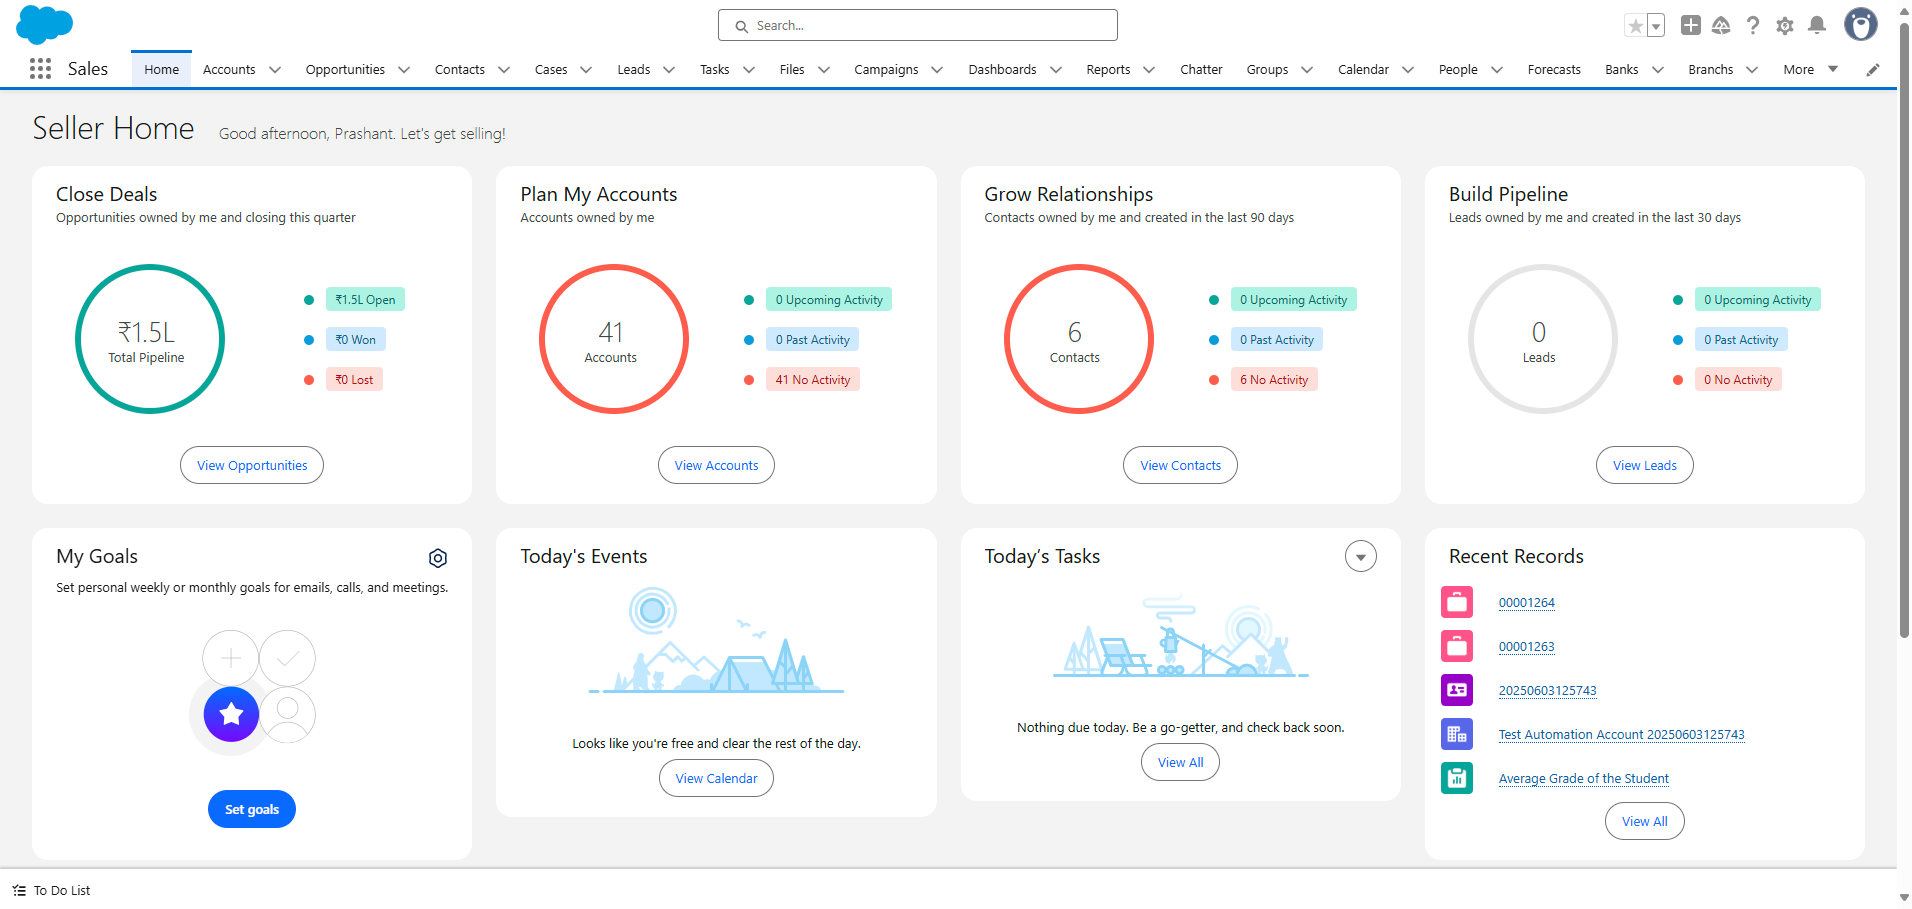 Search...
Sales
Home
Accounts
Opportunities
Contacts
Cases
Leads
Tasks
Files
Campaigns
Dashboards
Reports
Chatter
Groups
Calendar
People
Forecasts
Banks
Branchs
More
Seller Home
Good afternoon, Prashant. Let's get selling!
Close Deals
Opportunities owned by me and closing this quarter
₹1.5L
Total Pipeline
₹1.5L Open
₹0 Won
₹0 Lost
View Opportunities
Plan My Accounts
Accounts owned by me
41
Accounts
0 Upcoming Activity
0 Past Activity
41 No Activity
View Accounts
Grow Relationships
Contacts owned by me and created in the last 90 days
6
Contacts
0 Upcoming Activity
0 Past Activity
6 No Activity
View Contacts
Build Pipeline
Leads owned by me and created in the last 30 days
0
Leads
0 Upcoming Activity
0 Past Activity
0 No Activity
View Leads
My Goals
Set personal weekly or monthly goals for emails, calls, and meetings.
Set goals
Today's Events
Looks like you're free and clear the rest of the day.
View Calendar
Today’s Tasks
Nothing due today. Be a go-getter, and check back soon.
View All
Recent Records
00001264
00001263
20250603125743
Test Automation Account 20250603125743
Average Grade of the Student
View All
To Do List